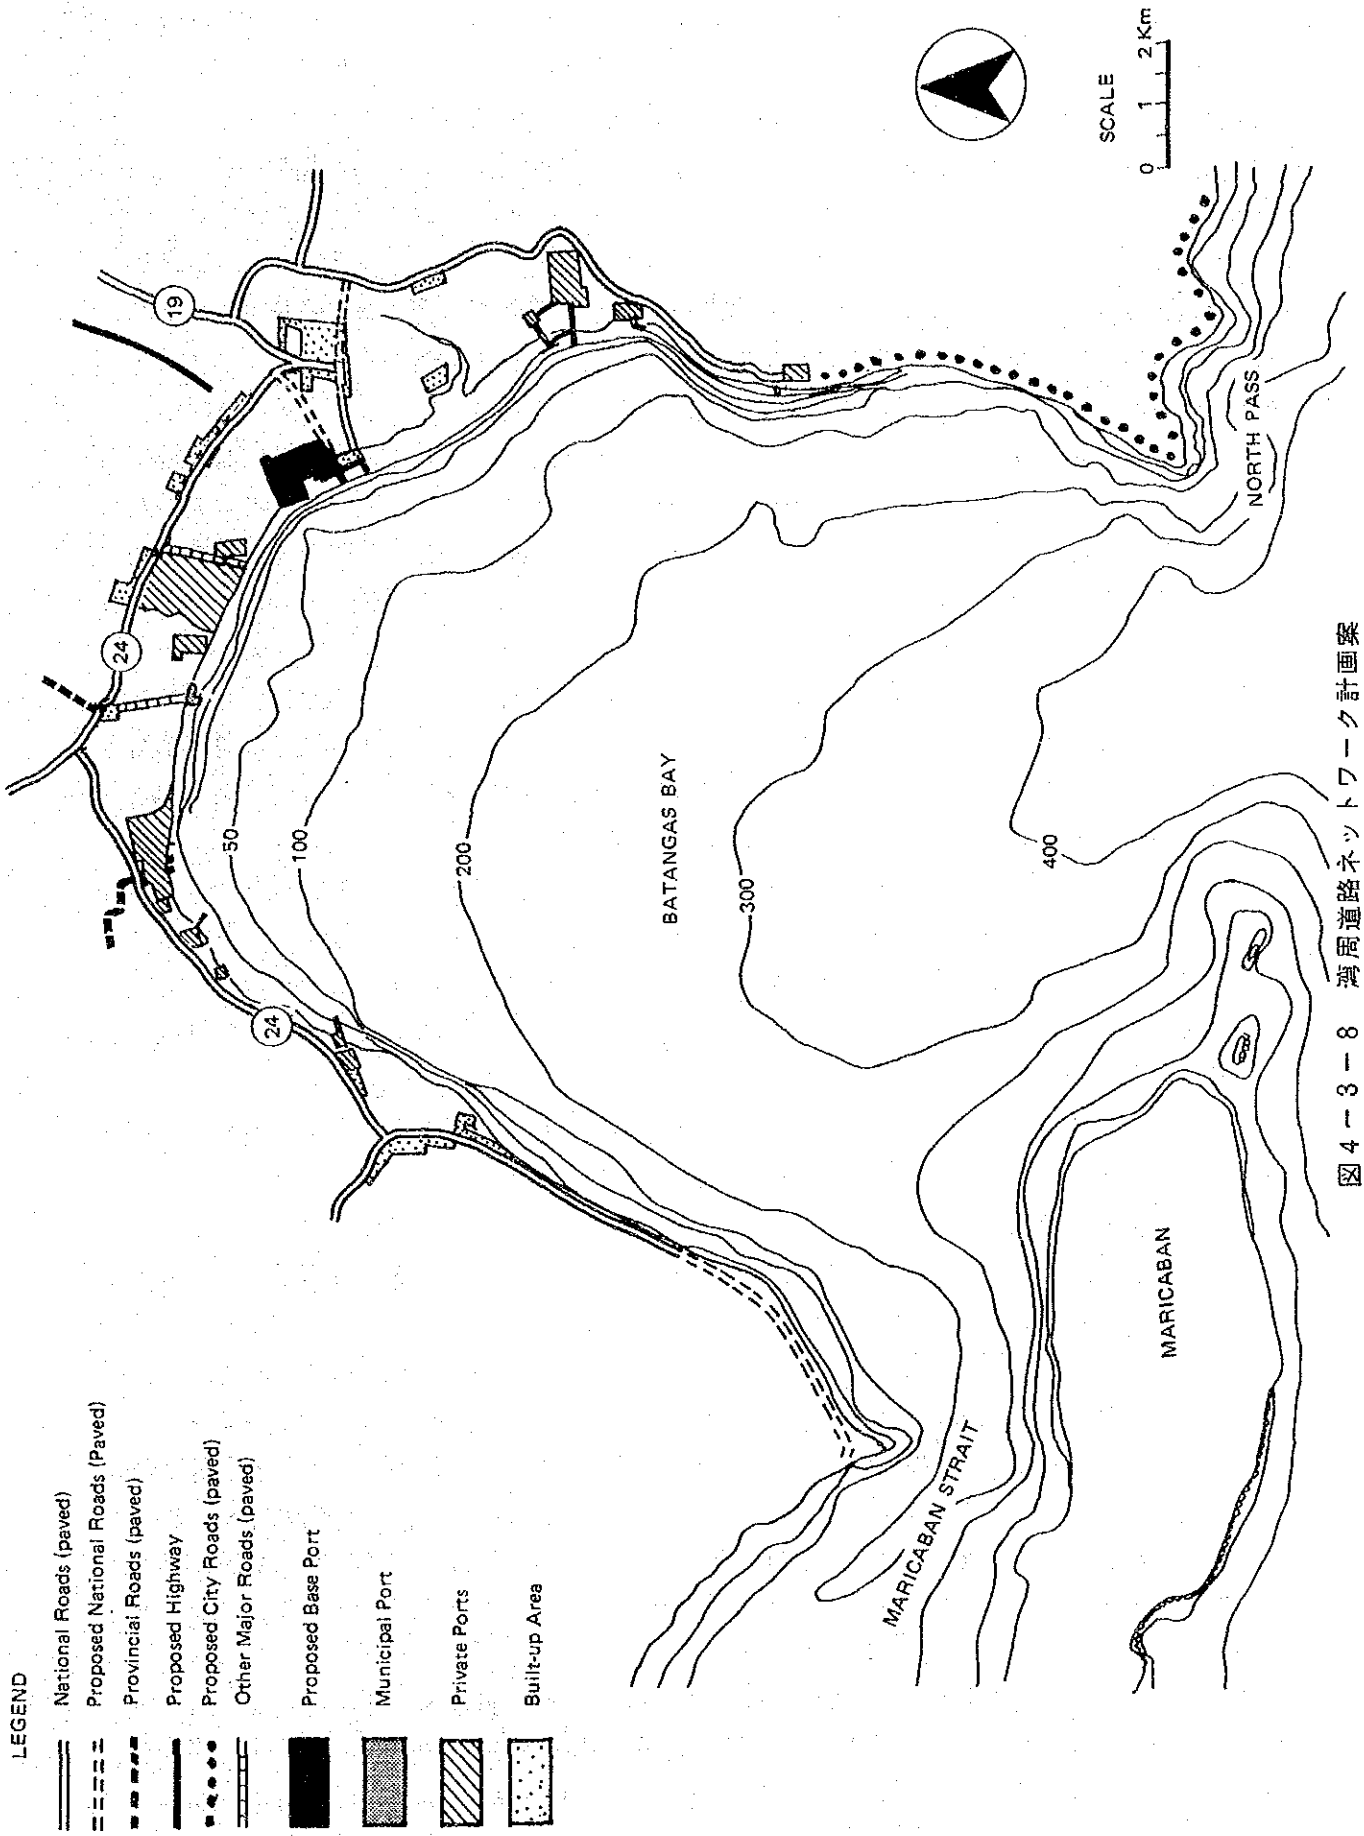 LEGEND
National Roads (paved)
Proposed National Roads (Paved)
Provincial Roads (paved)
Proposed Highway
Proposed City Roads (paved)
Other Major Roads (paved)
Proposed Base Port
Municipal Port
Private Ports
Built-up Area
24
24
19
50
100
200
300
400
BATANGAS BAY
MARICABAN STRAIT
MARICABAN
NORTH PASS
SCALE
0 1 2 Km
図4-3-8 湾周道路ネットワーク計画案